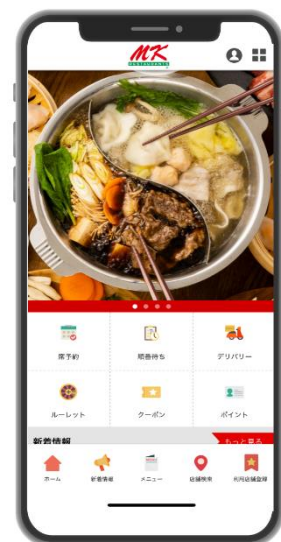 MK
RESTAURANTS
席予約
順番待ち
デリバリー
ルーレット
クーポン
ポイント
新着情報
もっと見る
ホーム
新着情報
メニュー
店舗検索
利用店舗登録